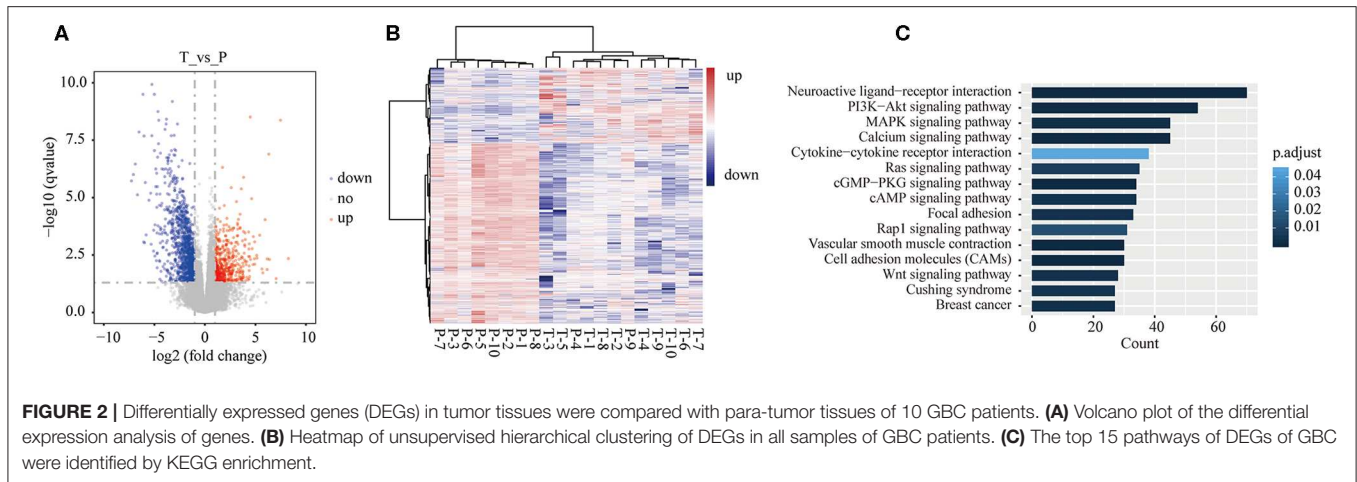 A
T_vs_P
10.0
7.5
5.0
2.5
0.0
−log10 (qvalue)
−10
−5
0
5
10
log2 (fold change)
down
no
up
B
up
down
P-7
P-3
P-6
P-5
P-10
P-2
P-1
P-8
T-3
T-5
P-4
T-1
T-8
T-2
P-9
T-4
T-9
T-10
T-6
T-7
C
Neuroactive ligand−receptor interaction
PI3K−Akt signaling pathway
MAPK signaling pathway
Calcium signaling pathway
Cytokine−cytokine receptor interaction
Ras signaling pathway
cGMP−PKG signaling pathway
cAMP signaling pathway
Focal adhesion
Rap1 signaling pathway
Vascular smooth muscle contraction
Cell adhesion molecules (CAMs)
Wnt signaling pathway
Cushing syndrome
Breast cancer
0
20
40
60
Count
p.adjust
0.04
0.03
0.02
0.01
FIGURE 2 | Differentially expressed genes (DEGs) in tumor tissues were compared with para-tumor tissues of 10 GBC patients. (A) Volcano plot of the differential
expression analysis of genes. (B) Heatmap of unsupervised hierarchical clustering of DEGs in all samples of GBC patients. (C) The top 15 pathways of DEGs of GBC
were identified by KEGG enrichment.